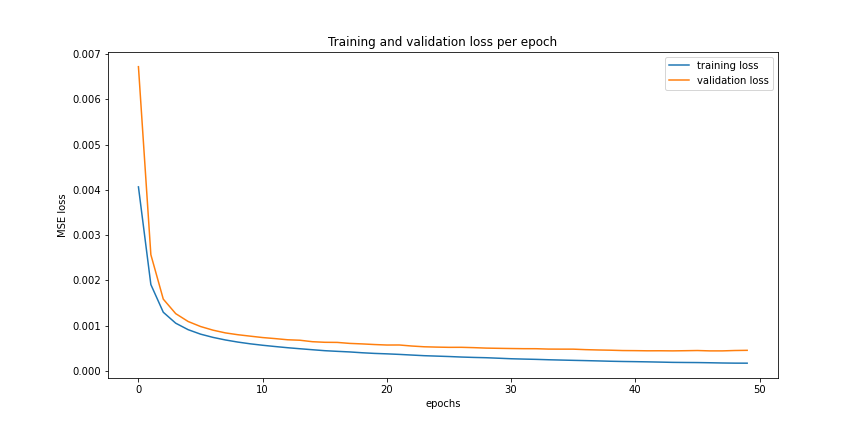 Training and validation loss per epoch
training loss
validation loss
MSE loss
0.007
0.006
0.005
0.004
0.003
0.002
0.001
0.000
0 10 20 30 40 50
epochs